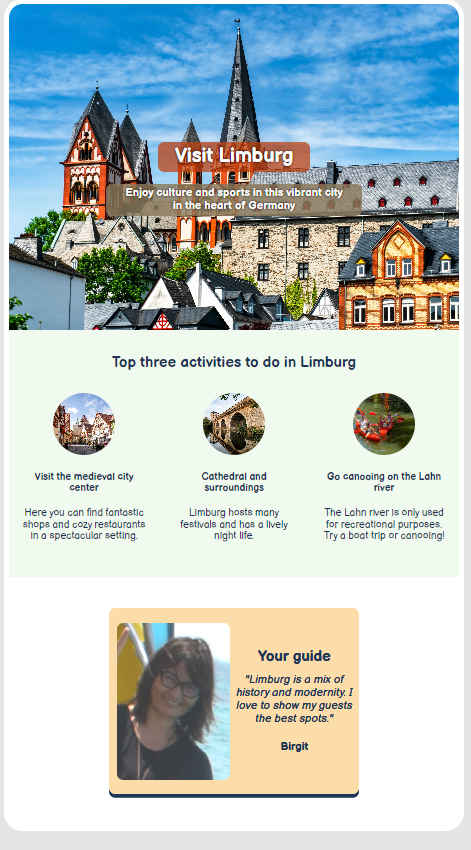 Visit Limburg
Enjoy culture and sports in this vibrant city
in the heart of Germany
Top three activities to do in Limburg
Visit the medieval city
center
Here you can find fantastic
shops and cozy restaurants
in a spectacular setting.
Cathedral and
surroundings
Limburg hosts many
festivals and has a lively
night life.
Go canoeing on the Lahn
river
The Lahn river is only used
for recreational purposes.
Try a boat trip or canoeing!
Your guide
"Limburg is a mix of
history and modernity. I
love to show my guests
the best spots."
Birgit